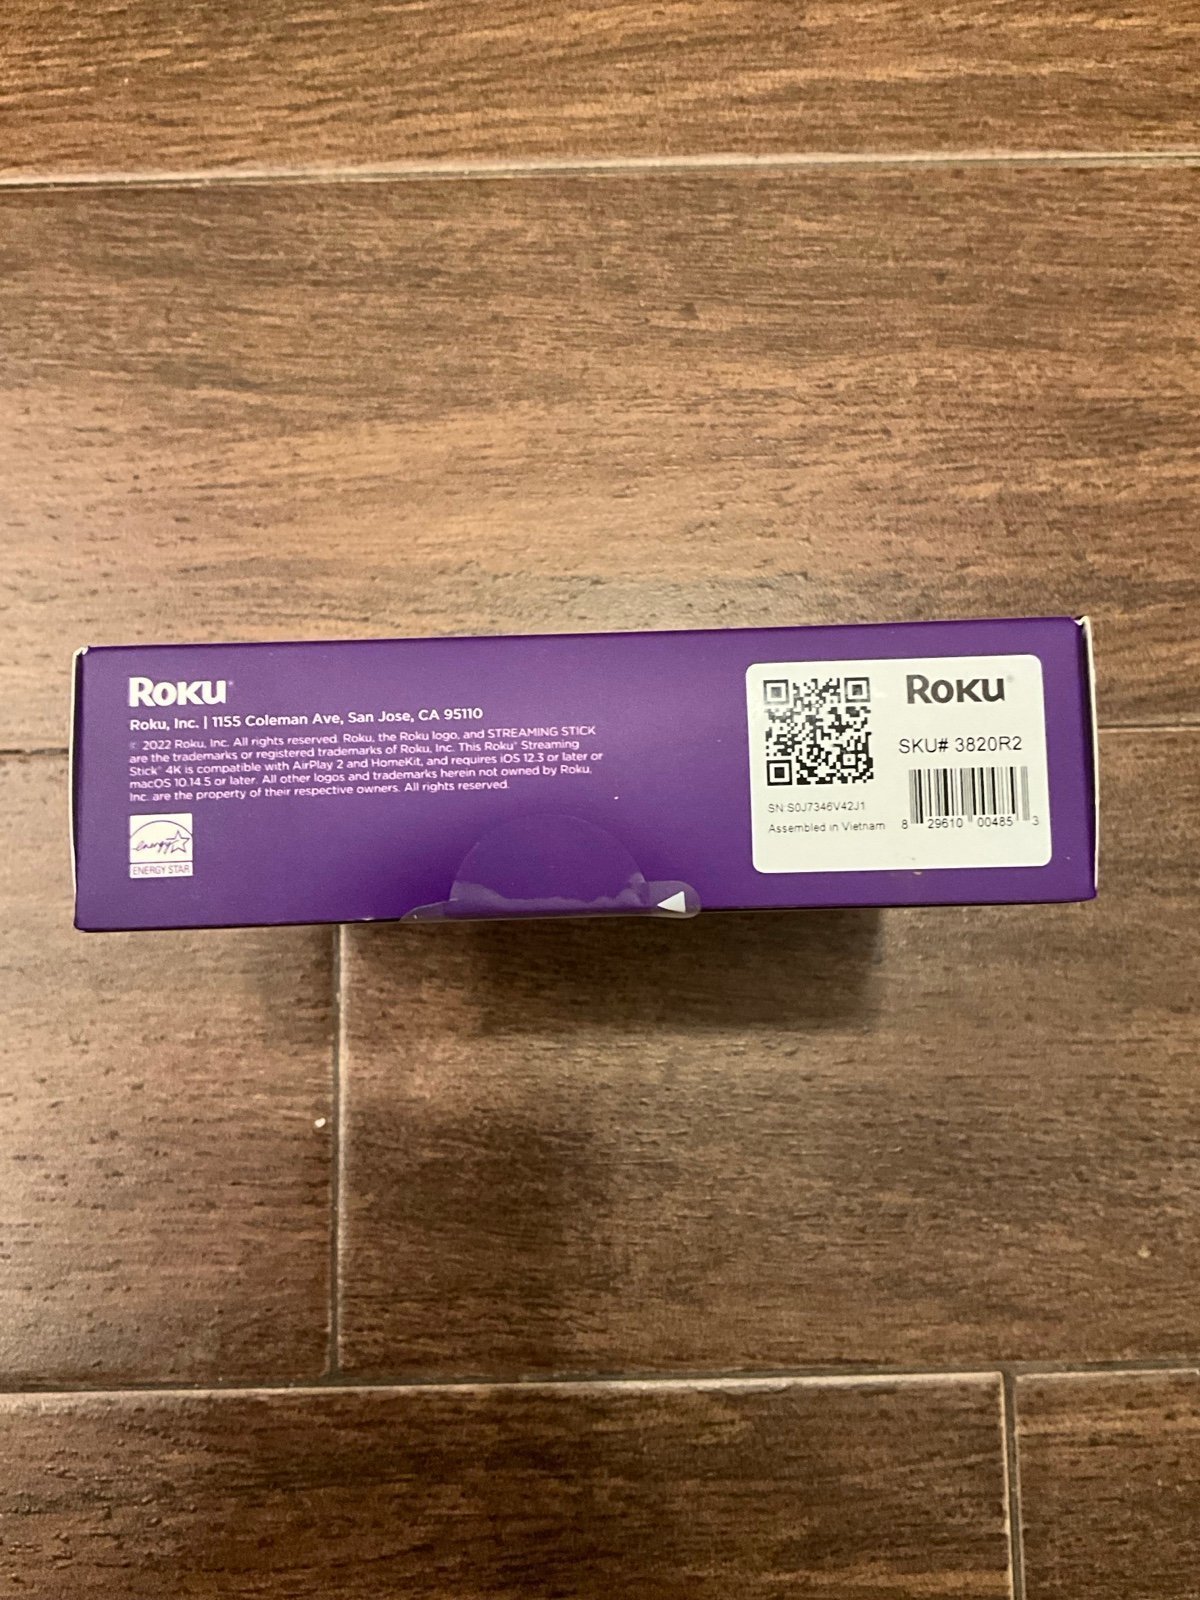 Roku®
Roku, Inc. | 1155 Coleman Ave, San Jose, CA 95110
© 2022 Roku, Inc. All rights reserved. Roku, the Roku logo, and STREAMING STICK
are the trademarks or registered trademarks of Roku, Inc. This Roku® Streaming
Stick® 4K is compatible with AirPlay 2 and HomeKit, and requires iOS 12.3 or later or
macOS 10.14.5 or later. All other logos and trademarks herein not owned by Roku,
Inc. are the property of their respective owners. All rights reserved.
energy
ENERGY STAR
Roku®
SKU# 3820R2
SN:S0J7346V42J1
Assembled in Vietnam
8 29610 00485 3